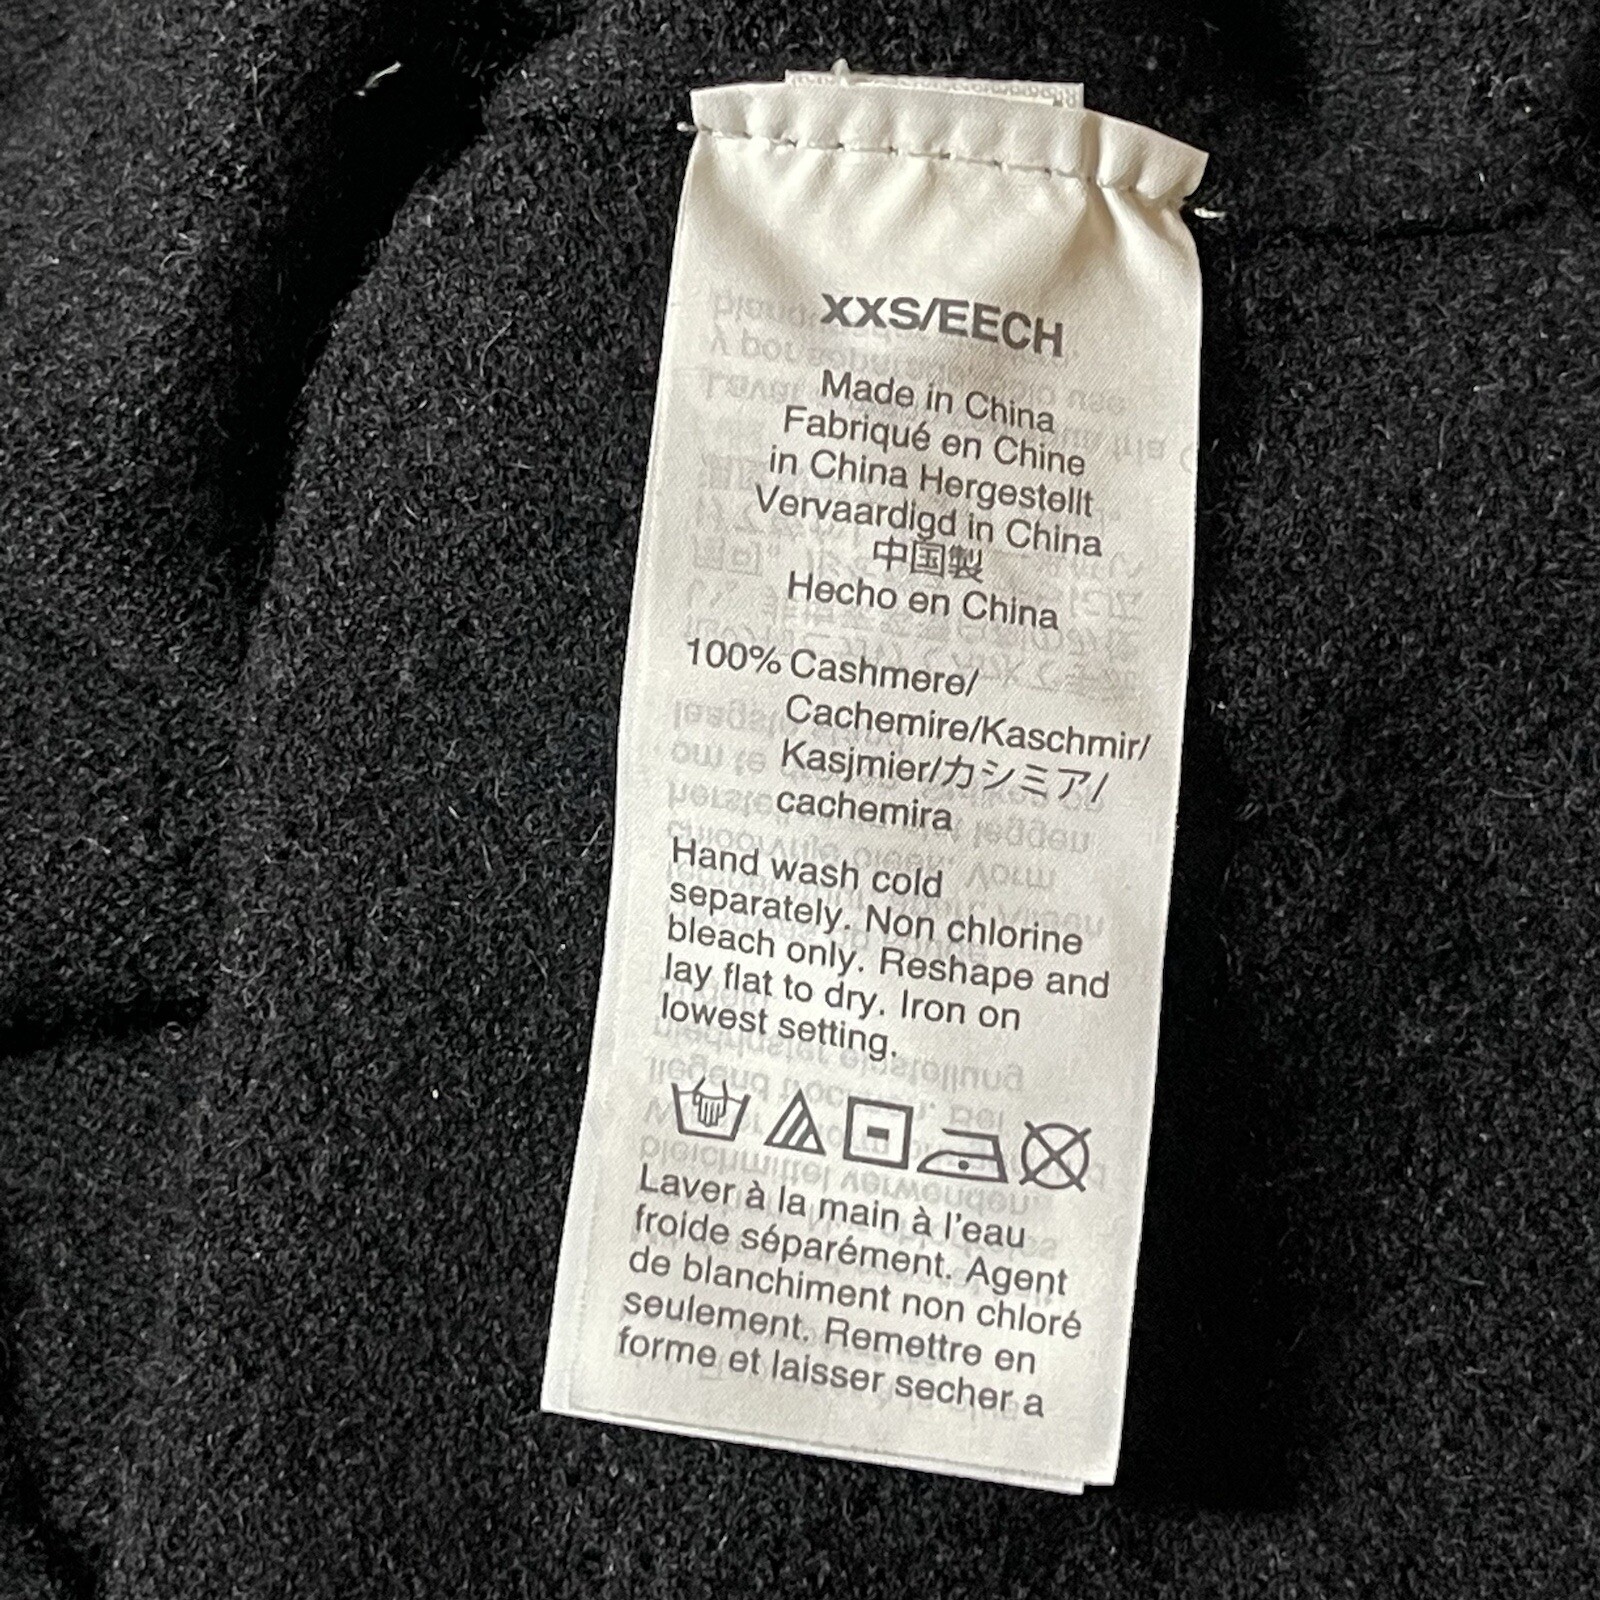 XXS/EECH
Made in China
Fabriqué en Chine
in China Hergestellt
Vervaardigd in China
中国製
Hecho en China
100% Cashmere/
Cachemire/Kaschmir/
Kasjmier/カシミア/
cachemira
Hand wash cold
separately. Non chlorine
bleach only. Reshape and
lay flat to dry. Iron on
lowest setting.
Laver à la main à l'eau
froide séparément. Agent
de blanchiment non chloré
seulement. Remettre en
forme et laisser secher a